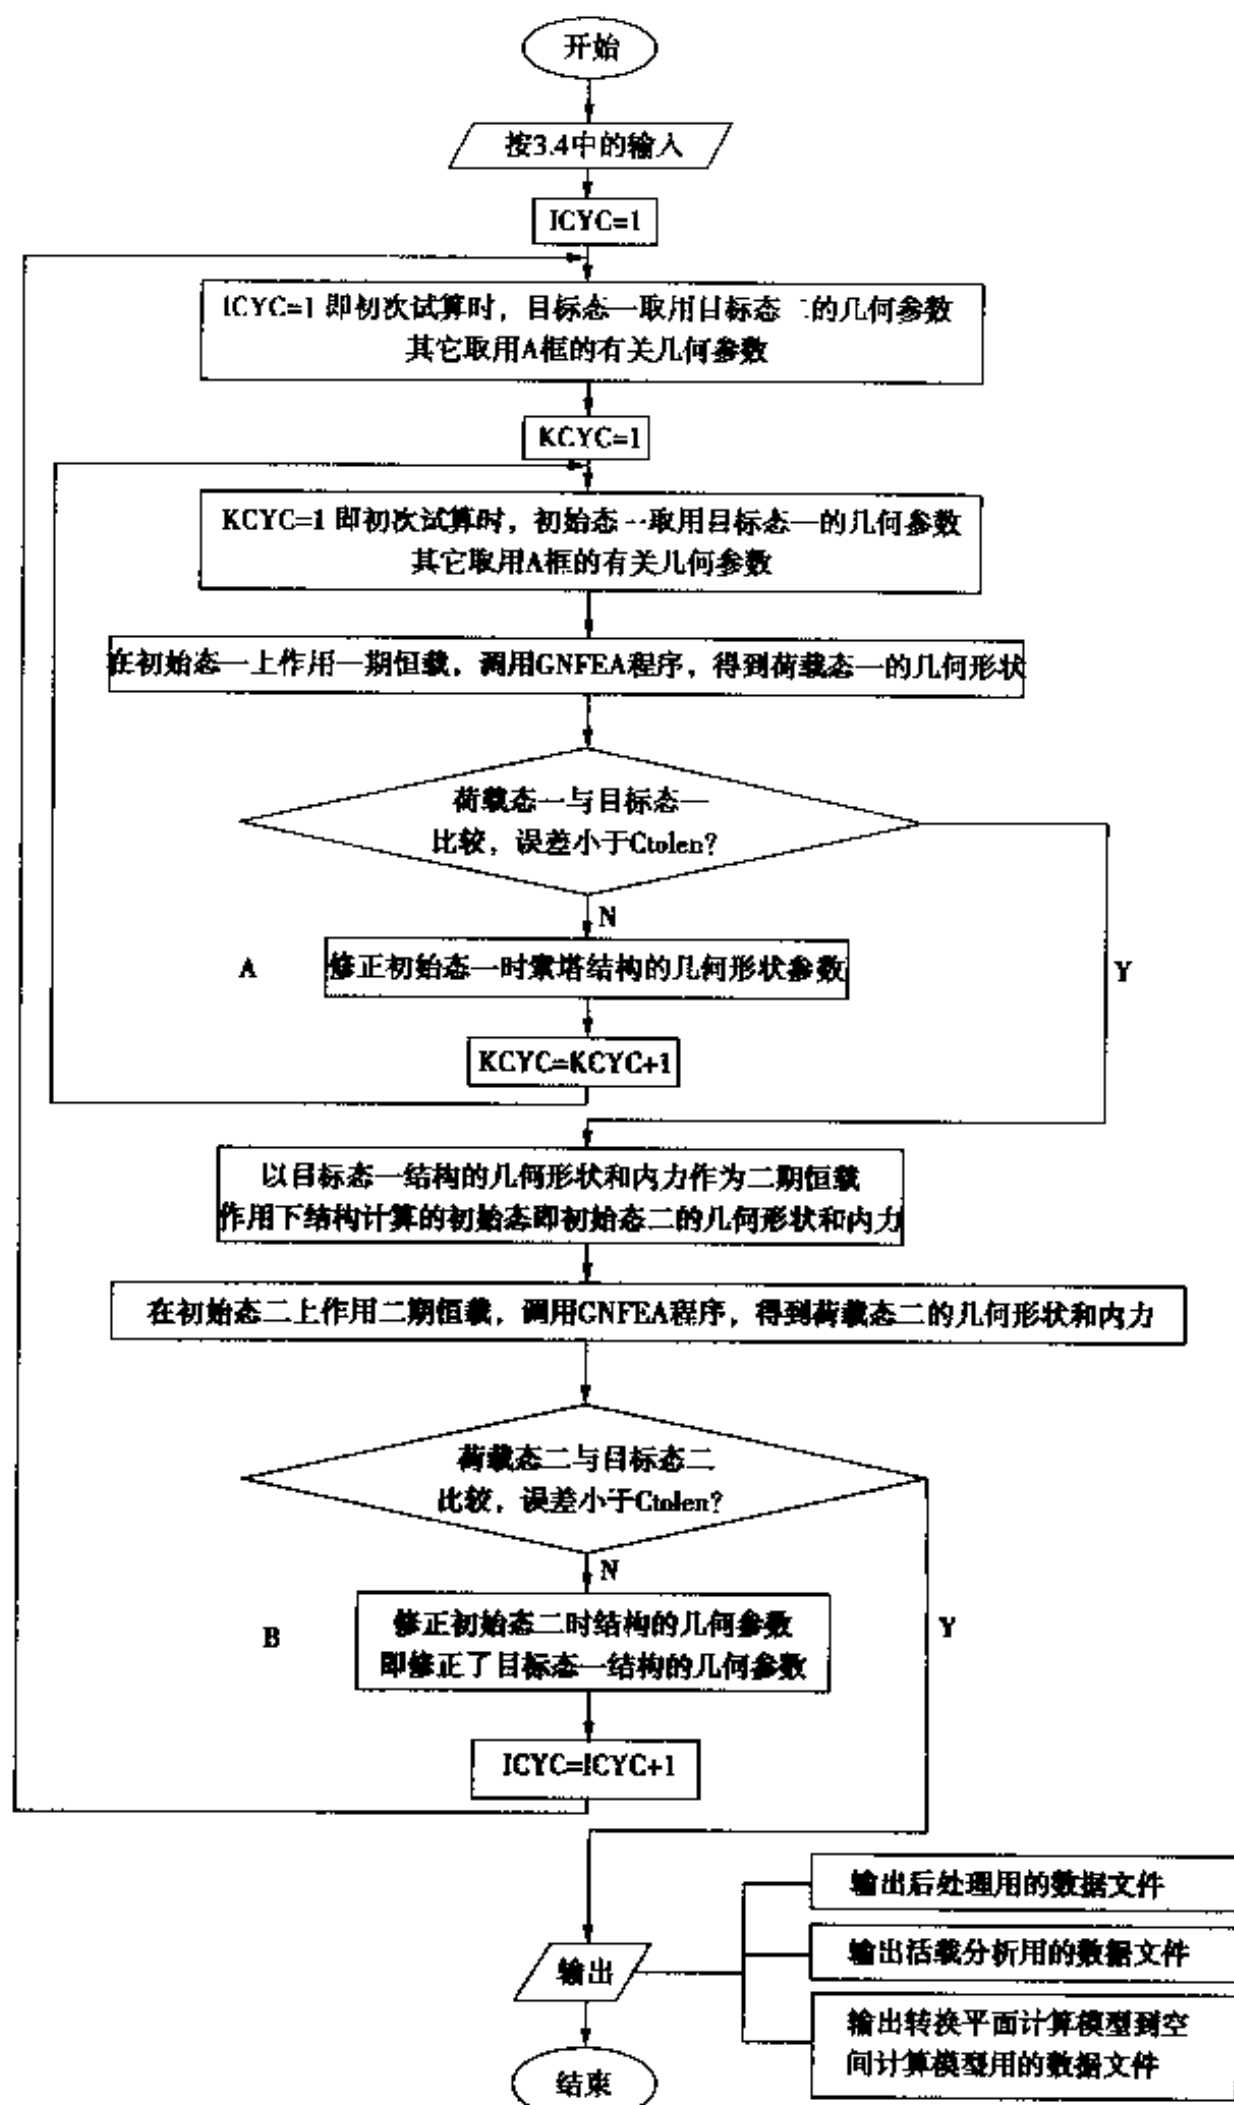 开始
按3.4中的输入
ICYC=1
ICYC=1 即初次试算时，目标态一取用目标态二的几何参数
其它取用A框的有关几何参数
KCYC=1
KCYC=1 即初次试算时，初始态一取用目标态一的几何参数
其它取用A框的有关几何参数
在初始态一上作用一期恒载，调用GNFEA程序，得到荷载态一的几何形状
荷载态一与目标态一
比较，误差小于Ctolen?
N
A
修正初始态一时索塔结构的几何形状参数
Y
KCYC=KCYC+1
以目标态一结构的几何形状和内力作为二期恒载
作用下结构计算的初始态即初始态二的几何形状和内力
在初始态二上作用二期恒载，调用GNFEA程序，得到荷载态二的几何形状和内力
荷载态二与目标态二
比较，误差小于Ctolen?
N
B
修正初始态二时结构的几何参数
即修正了目标态一结构的几何参数
Y
ICYC=ICYC+1
输出后处理用的数据文件
输出活载分析用的数据文件
输出
输出转换平面计算模型到空
间计算模型用的数据文件
结束